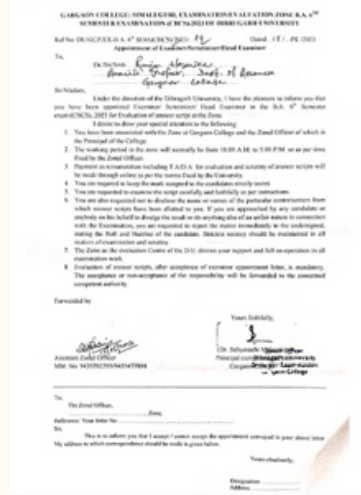 GARGAON COLLEGE: SIMALUGURI, EXAMINATION EVALUATION ZONE B.A. 6TH
SEMESTER EXAMINATION (CBCS)-2023 OF DIBRUGARH UNIVERSITY
Appointment of Examiner/Scrutinizer/Head Examiner
To,
Gargaon College
Sir/Madam,
Under the direction of the Dibrugarh University, I have the pleasure to inform you that
you have been appointed Examiner/ Scrutinizer/ Head Examiner in the B.A. 6th Semester
exam(CBCS), 2023 for Evaluation of answer script at the Zone.
I desire to draw your special attention to the following:
1. You have been associated with the Zone at Gargaon College and the Zonal Officer of which is
the Principal of the College.
2. The working period in the zone will normally be from 10.00 A.M. to 5.00 P.M. or as per time
fixed by the Zonal Officer.
3. Payment of remuneration including T.A/D.A. for evaluation and scrutiny of answer scripts will
be made through online as per the norms fixed by the University.
4. You are required to keep the mark assigned to the candidates strictly secret.
5. You are requested to examine the script carefully and faithfully as per instructions.
6. You are also requested not to disclose the name or names of the particular centre/centres from
which answer scripts have been allotted to you. If you are approached by any candidate or
anybody on his behalf to divulge the result or do anything else of an unfair nature in connection
with the Examination, you are requested to report the matter immediately to the undersigned,
stating the Roll and Number of the candidate. Strictest secrecy should be maintained in all
matters of examination and scrutiny.
7. The Zone as the evaluation Centre of the D.U. desires your support and full co-operation in all
examination work.
8. Evaluation of answer scripts, after acceptance of examiner appointment letter, is mandatory.
The acceptance or non-acceptance of the responsibility will be forwarded to the concerned
competent authority.
Forwarded by
Yours faithfully,
Assistant Zonal Officer
To,
The Zonal Officer,
Zone,
Reference: Your letter No
Sir,
This is to inform you that I accept/ I cannot accept the appointment conveyed in your above letter.
My address to which correspondence should be made is given below.
Yours obediently,
Designation
Address